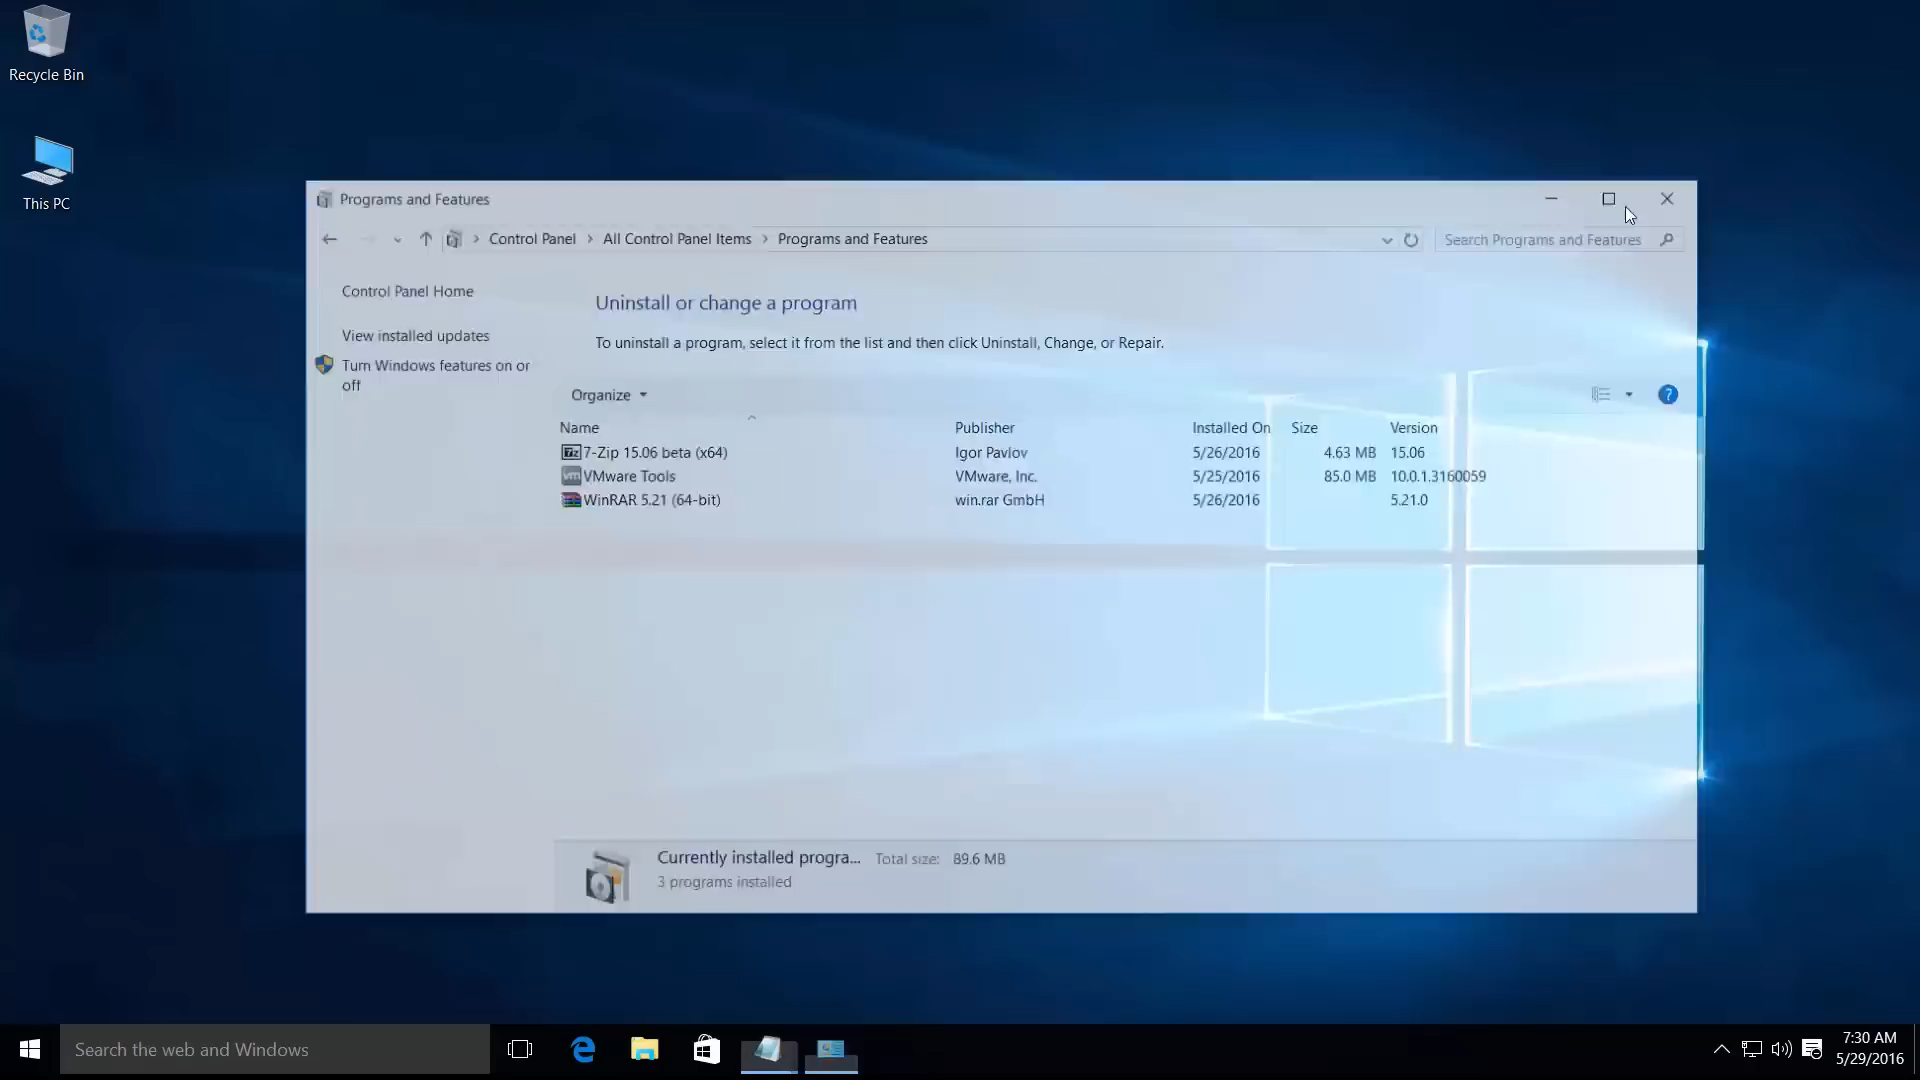 Recycle Bin
This PC
Programs and Features
Control Panel > All Control Panel Items > Programs and Features
Search Programs and Features
Control Panel Home
View installed updates
Turn Windows features on or
off
Uninstall or change a program
To uninstall a program, select it from the list and then click Uninstall, Change, or Repair.
Organize
?
Name Publisher Installed On Size Version
7z 7-Zip 15.06 beta (x64) Igor Pavlov 5/26/2016 4.63 MB 15.06
vm VMware Tools VMware, Inc. 5/25/2016 85.0 MB 10.0.1.3160059
WinRAR 5.21 (64-bit) win.rar GmbH 5/26/2016 5.21.0
Currently installed progra... Total size: 89.6 MB
3 programs installed
Search the web and Windows
7:30 AM
5/29/2016